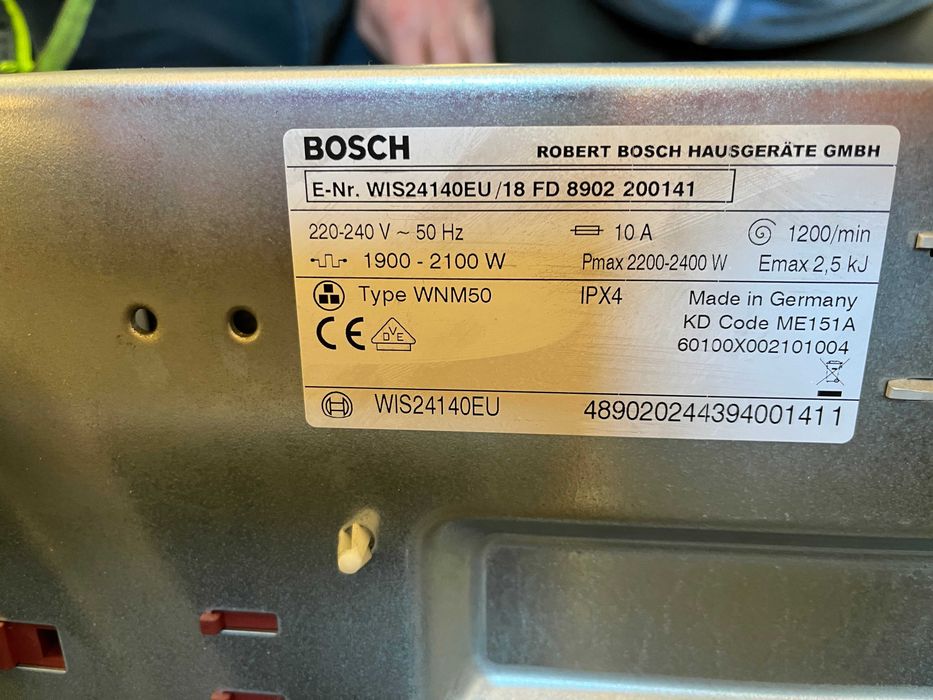 BOSCH
ROBERT BOSCH HAUSGERÄTE GMBH
E-Nr. WIS24140EU/18 FD 8902 200141
220-240 V ~ 50 Hz 10 A 1200/min
1900 - 2100 W Pmax 2200-2400 W Emax 2,5 kJ
Type WNM50 IPX4 Made in Germany
KD Code ME151A
CE DVE
60100X002101004
WIS24140EU 489020244394001411